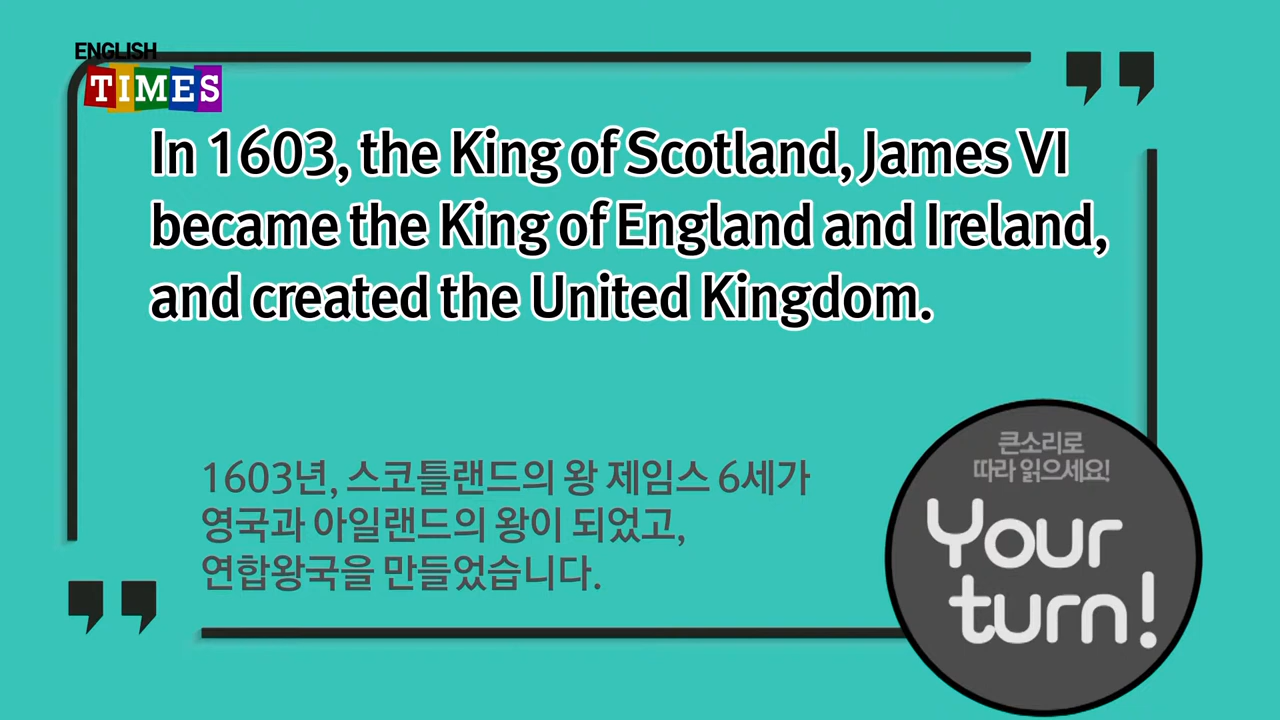 ENGLISH
TIMES
In 1603, the King of Scotland, James VI
became the King of England and Ireland,
and created the United Kingdom.
1603년, 스코틀랜드의 왕 제임스 6세가
영국과 아일랜드의 왕이 되었고,
연합왕국을 만들었습니다.
큰소리로
따라 읽으세요!
Your
turn!